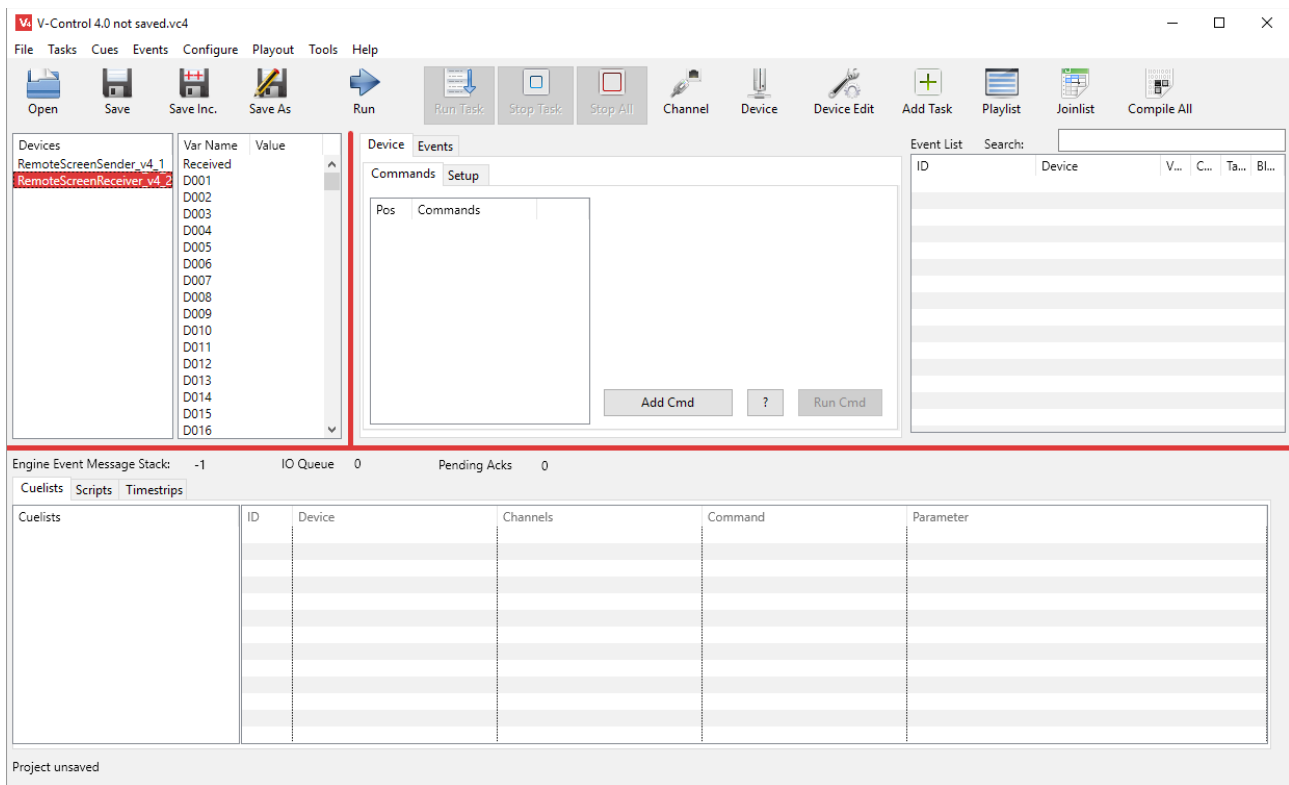 V4 V-Control 4.0 not saved.vc4
File Tasks Cues Events Configure Playout Tools Help
Open Save Save Inc. Save As Run Run Task Stop Task Stop All Channel Device Device Edit Add Task Playlist Joinlist Compile All
Devices
RemoteScreenSender_v4_1
RemoteScreenReceiver_v4_2
Var Name Value
Received
D001
D002
D003
D004
D005
D006
D007
D008
D009
D010
D011
D012
D013
D014
D015
D016
Device Events
Commands Setup
Pos Commands
Add Cmd ? Run Cmd
Event List Search:
ID Device V... C... Ta... Bl...
Engine Event Message Stack: -1 IO Queue 0 Pending Acks 0
Cuelists Scripts Timestrips
Cuelists
ID Device Channels Command Parameter
Project unsaved